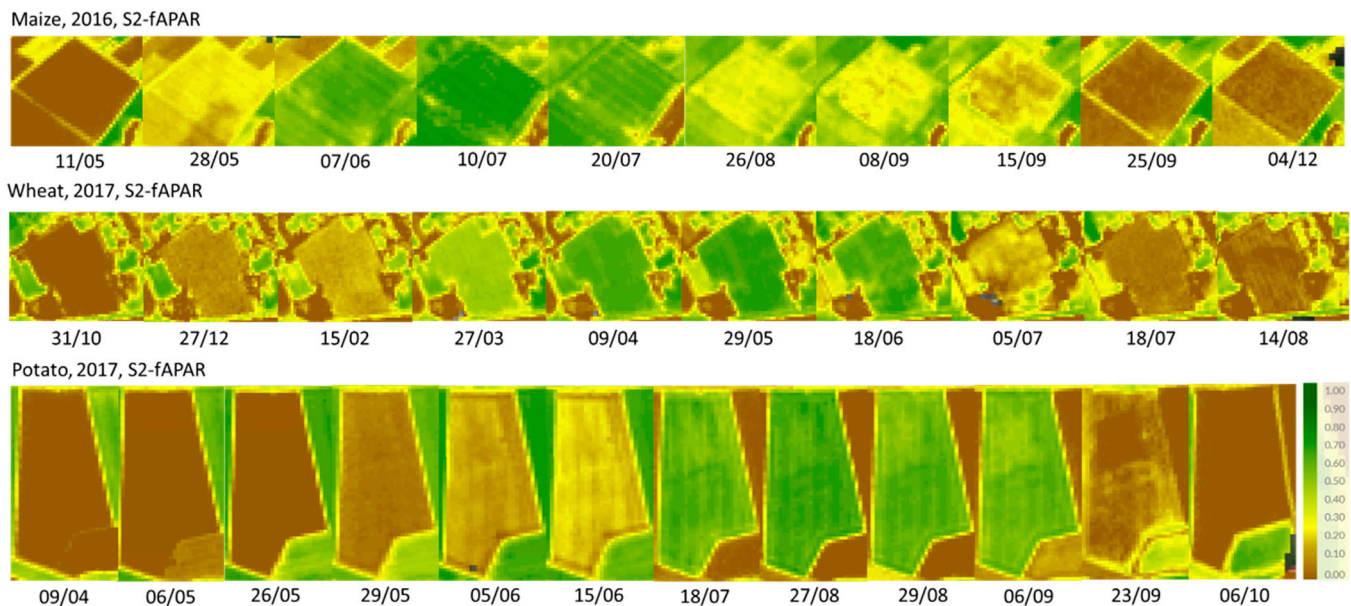 Maize, 2016, S2-fAPAR
11/05 28/05 07/06 10/07 20/07 26/08 08/09 15/09 25/09 04/12
Wheat, 2017, S2-fAPAR
31/10 27/12 15/02 27/03 09/04 29/05 18/06 05/07 18/07 14/08
Potato, 2017, S2-fAPAR
1.00
0.90
0.80
0.70
0.60
0.50
0.40
0.30
0.20
0.10
0.00
09/04 06/05 26/05 29/05 05/06 15/06 18/07 27/08 29/08 06/09 23/09 06/10